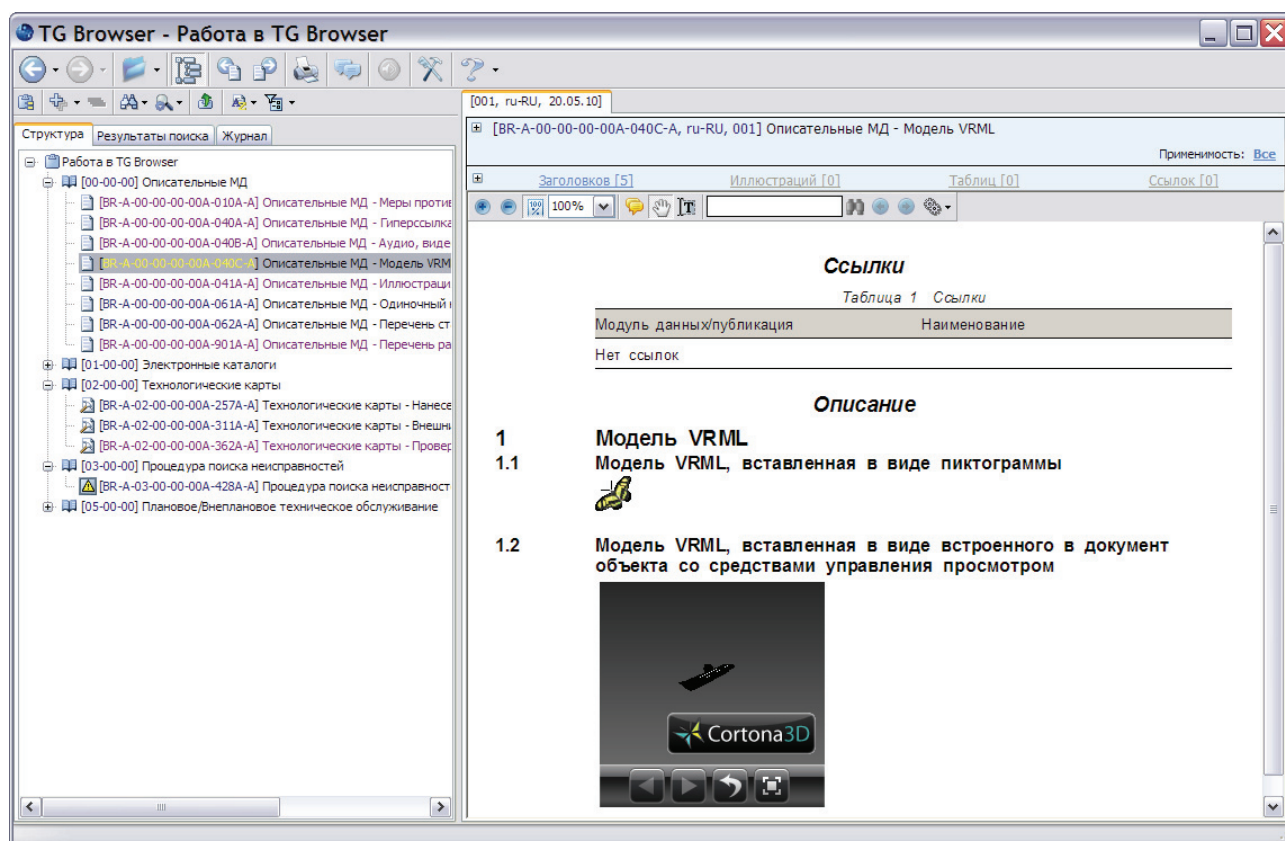 TG Browser - Работа в TG Browser
Структура
Результаты поиска
Журнал
Работа в TG Browser
[00-00-00] Описательные МД
[BR-A-00-00-00-00A-010A-A] Описательные МД - Меры против
[BR-A-00-00-00-00A-040A-A] Описательные МД - Гиперссылка
[BR-A-00-00-00-00A-040B-A] Описательные МД - Аудио, виде
[BR-A-00-00-00-00A-040C-A] Описательные МД - Модель VRM
[BR-A-00-00-00-00A-041A-A] Описательные МД - Иллюстраци
[BR-A-00-00-00-00A-061A-A] Описательные МД - Одиночный
[BR-A-00-00-00-00A-062A-A] Описательные МД - Перечень ст
[BR-A-00-00-00-00A-901A-A] Описательные МД - Перечень ра
[01-00-00] Электронные каталоги
[02-00-00] Технологические карты
[BR-A-02-00-00-00A-257A-A] Технологические карты - Нанесе
[BR-A-02-00-00-00A-311A-A] Технологические карты - Внешн
[BR-A-02-00-00-00A-362A-A] Технологические карты - Провер
[03-00-00] Процедура поиска неисправностей
[BR-A-03-00-00-00A-428A-A] Процедура поиска неисправност
[05-00-00] Плановое/Внеплановое техническое обслуживание
[001, ru-RU, 20.05.10]
[BR-A-00-00-00-00A-040C-A, ru-RU, 001] Описательные МД - Модель VRML
Применимость: Все
Заголовков [5] Иллюстраций [0] Таблиц [0] Ссылок [0]
100%
Ссылки
Таблица 1 Ссылки
Модуль данных/публикация Наименование
Нет ссылок
Описание
1 Модель VRML
1.1 Модель VRML, вставленная в виде пиктограммы
1.2 Модель VRML, вставленная в виде встроенного в документ
объекта со средствами управления просмотром
Cortona3D